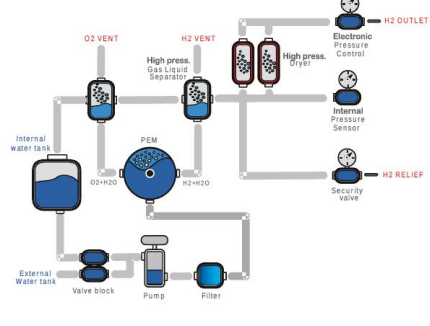 H2 OUTLET
Electronic
Pressure
Control
O2 VENT
H2 VENT
High press.
Gas Liquid
Separator
High press.
Dryer
Internal
Pressure
Sensor
Internal
water tank
PEM
O2+H2O
H2+H2O
H2 RELIEF
Security
valve
External
Water tank
Valve block
Pump
Filter